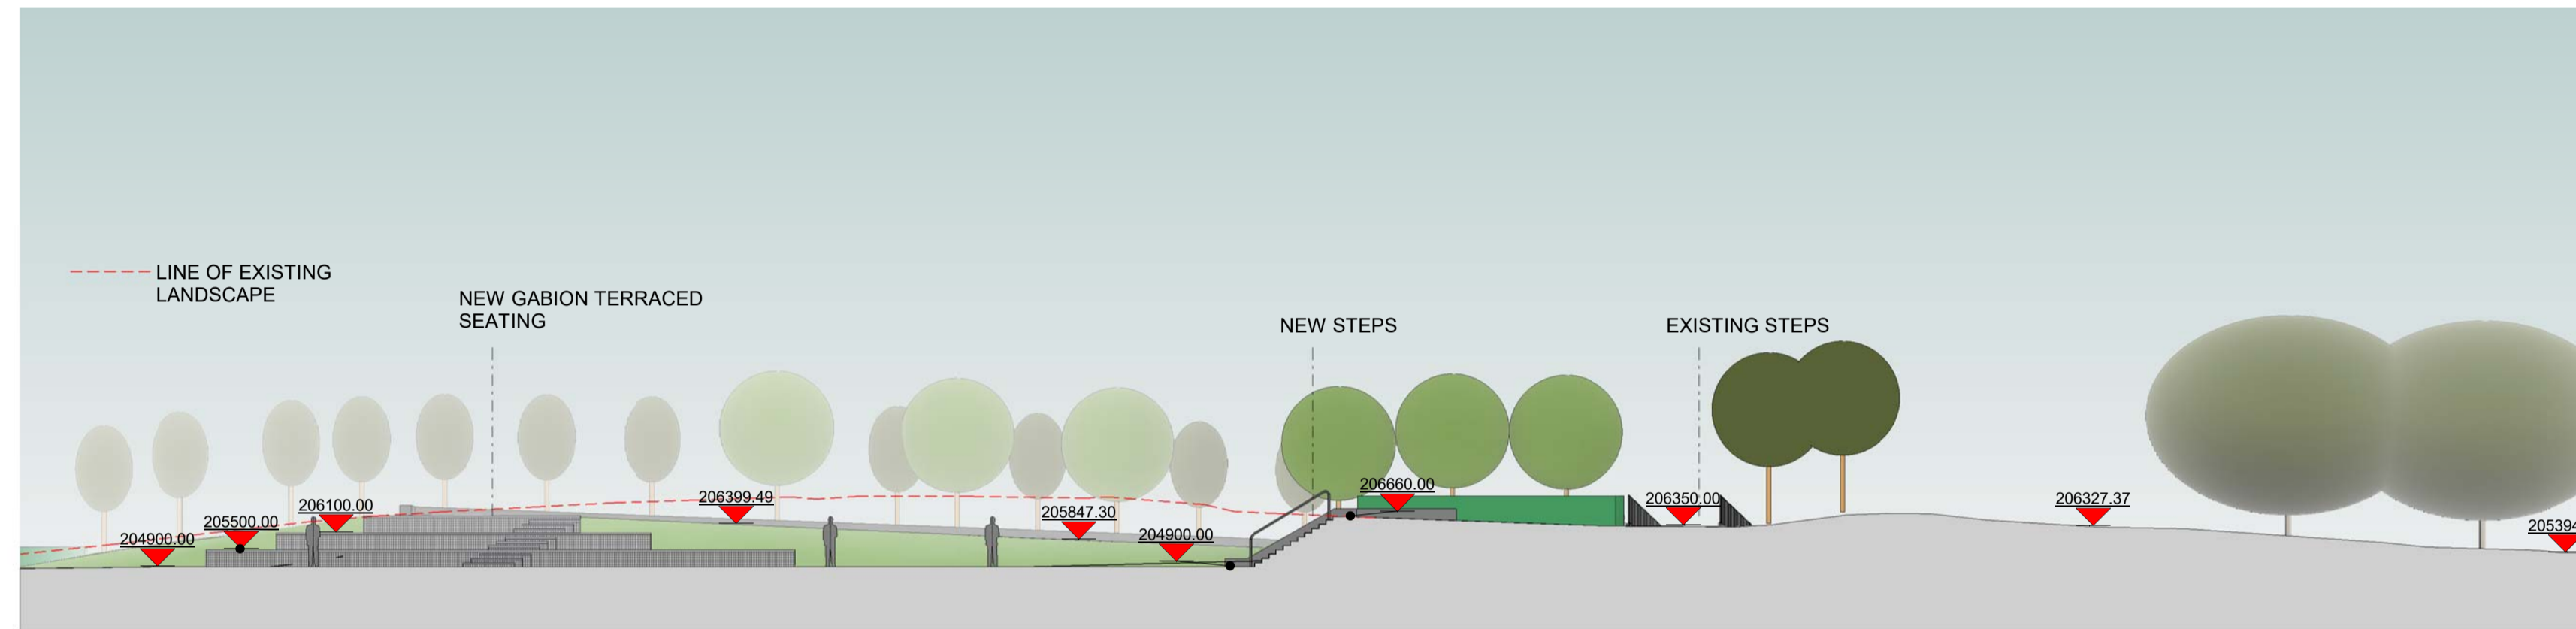 LINE OF EXISTING
LANDSCAPE
NEW GABION TERRACED
SEATING
NEW STEPS
EXISTING STEPS
204900.00
205500.00
206100.00
206399.49
205847.30
204900.00
206660.00
206350.00
206327.37
205394